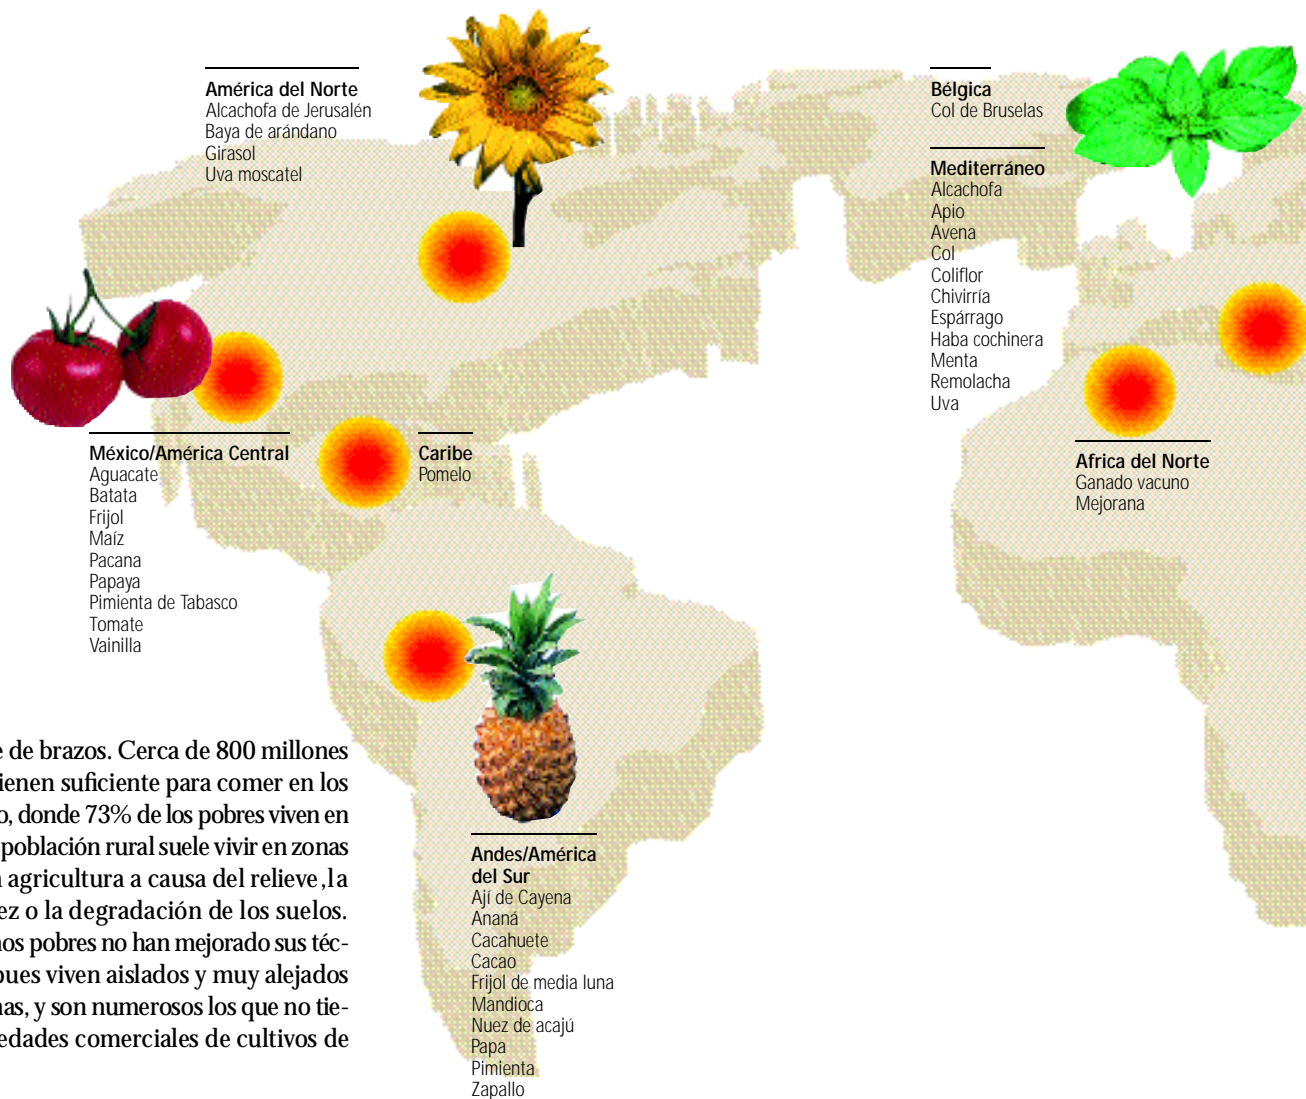 América del Norte
Alcachofa de Jerusalén
Baya de arándano
Girasol
Uva moscatel
Bélgica
Col de Bruselas
Mediterráneo
Alcachofa
Apio
Avena
Col
Coliflor
Chivirría
Espárrago
Haba cochinera
Menta
Remolacha
Uva
México/América Central
Aguacate
Batata
Frijol
Maíz
Pacana
Papaya
Pimienta de Tabasco
Tomate
Vainilla
Caribe
Pomelo
Africa del Norte
Ganado vacuno
Mejorana
Andes/América
del Sur
Ají de Cayena
Ananá
Cacahuete
Cacao
Frijol de media luna
Mandioca
Nuez de acajú
Papa
Pimienta
Zapallo
e de brazos. Cerca de 800 millones
ienen suficiente para comer en los
o, donde 73% de los pobres viven en
población rural suele vivir en zonas
a agricultura a causa del relieve ,la
ez o la degradación de los suelos.
nos pobres no han mejorado sus téc-
pues viven aislados y muy alejados
nas, y son numerosos los que no tie-
edades comerciales de cultivos de